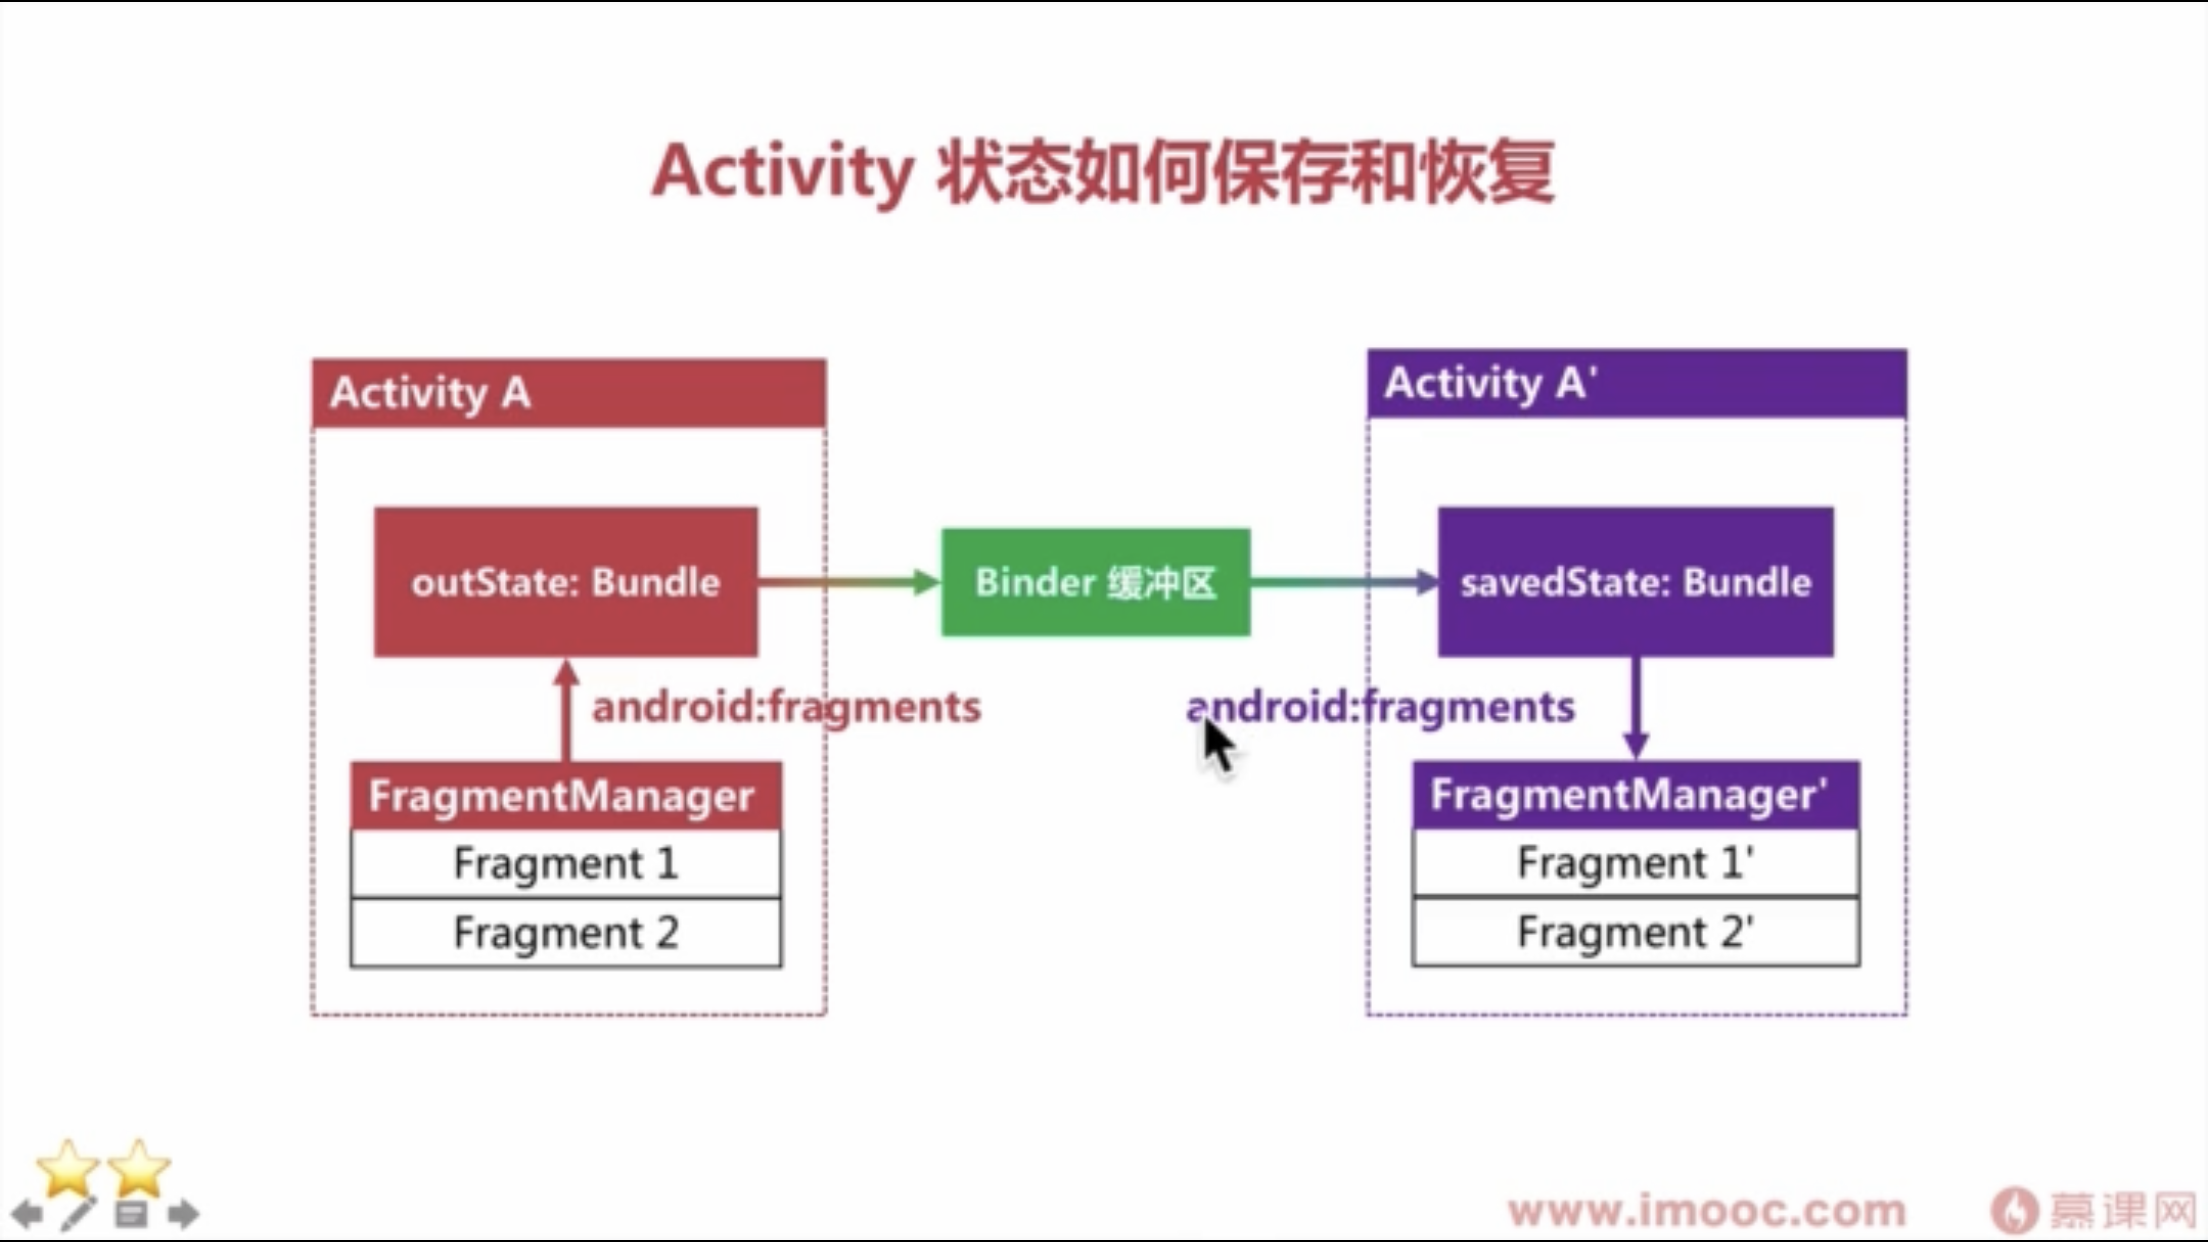 Activity 状态如何保存和恢复
Activity A
outState: Bundle
android:fragments
FragmentManager
Fragment 1
Fragment 2
Binder 缓冲区
Activity A'
savedState: Bundle
android:fragments
FragmentManager'
Fragment 1'
Fragment 2'
www.imooc.com
慕课网